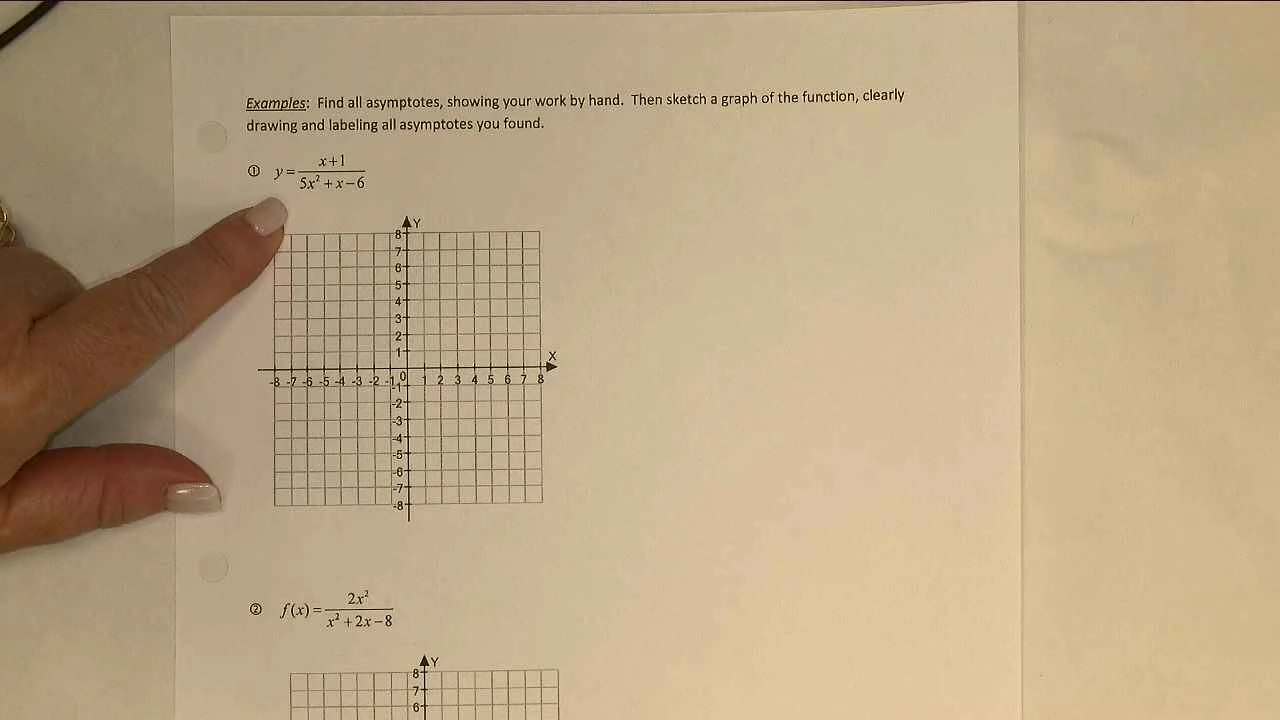 Examples: Find all asymptotes, showing your work by hand. Then sketch a graph of the function, clearly
drawing and labeling all asymptotes you found.
① y = (x+1)/(5x²+x−6)
Y
8
7
6
5
4
3
2
1
X
-8 -7 -6 -5 -4 -3 -2 -1 0 1 2 3 4 5 6 7 8
-1
-2
-3
-4
-5
-6
-7
-8
② f(x) = 2x²/(x²+2x−8)
Y
8
7
6